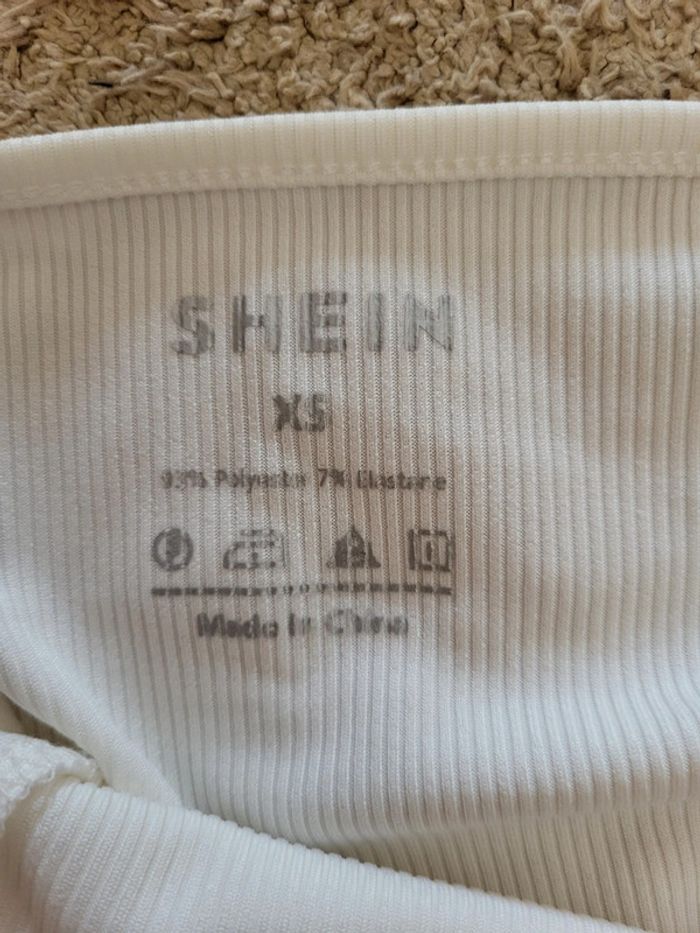 SHEIN
XS
93% Polyester 7% Elastane
Made In China